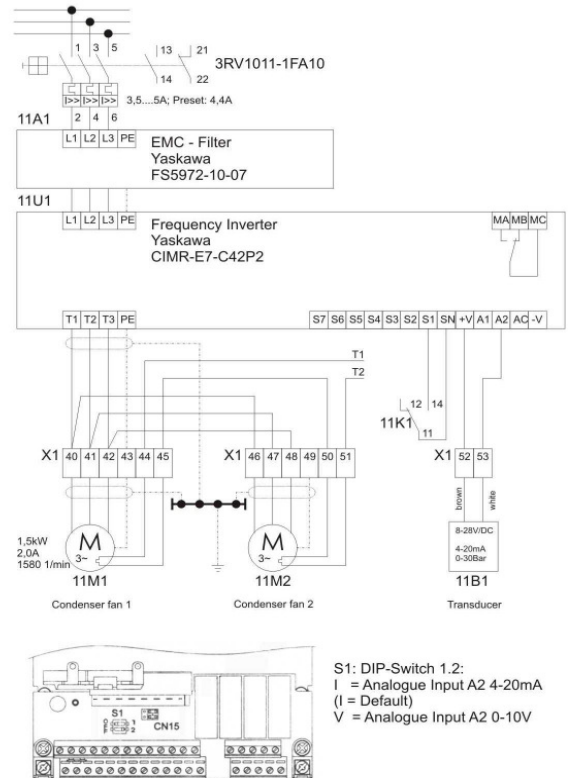 1 3 5 13 21
3RV1011-1FA10
14 22
I>> I>> I>> 3,5....5A; Preset: 4,4A
11A1 2 4 6
L1 L2 L3 PE EMC - Filter
Yaskawa
FS5972-10-07
11U1
L1 L2 L3 PE Frequency Inverter MA MB MC
Yaskawa
CIMR-E7-C42P2
T1 T2 T3 PE S7 S6 S5 S4 S3 S2 S1 SN +V A1 A2 AC -V
T1
T2
12 14
11K1
11
X1 40 41 42 43 44 45 X1 46 47 48 49 50 51 X1 52 53
brown white
1,5kW
2,0A
1580 1/min
M
3~
M
3~
8-28V/DC
4-20mA
0-30Bar
11M1 11M2 11B1
Condenser fan 1 Condenser fan 2 Transducer
S1: DIP-Switch 1.2:
I = Analogue Input A2 4-20mA
(I = Default)
V = Analogue Input A2 0-10V
S1
OFF 1
2
CN15